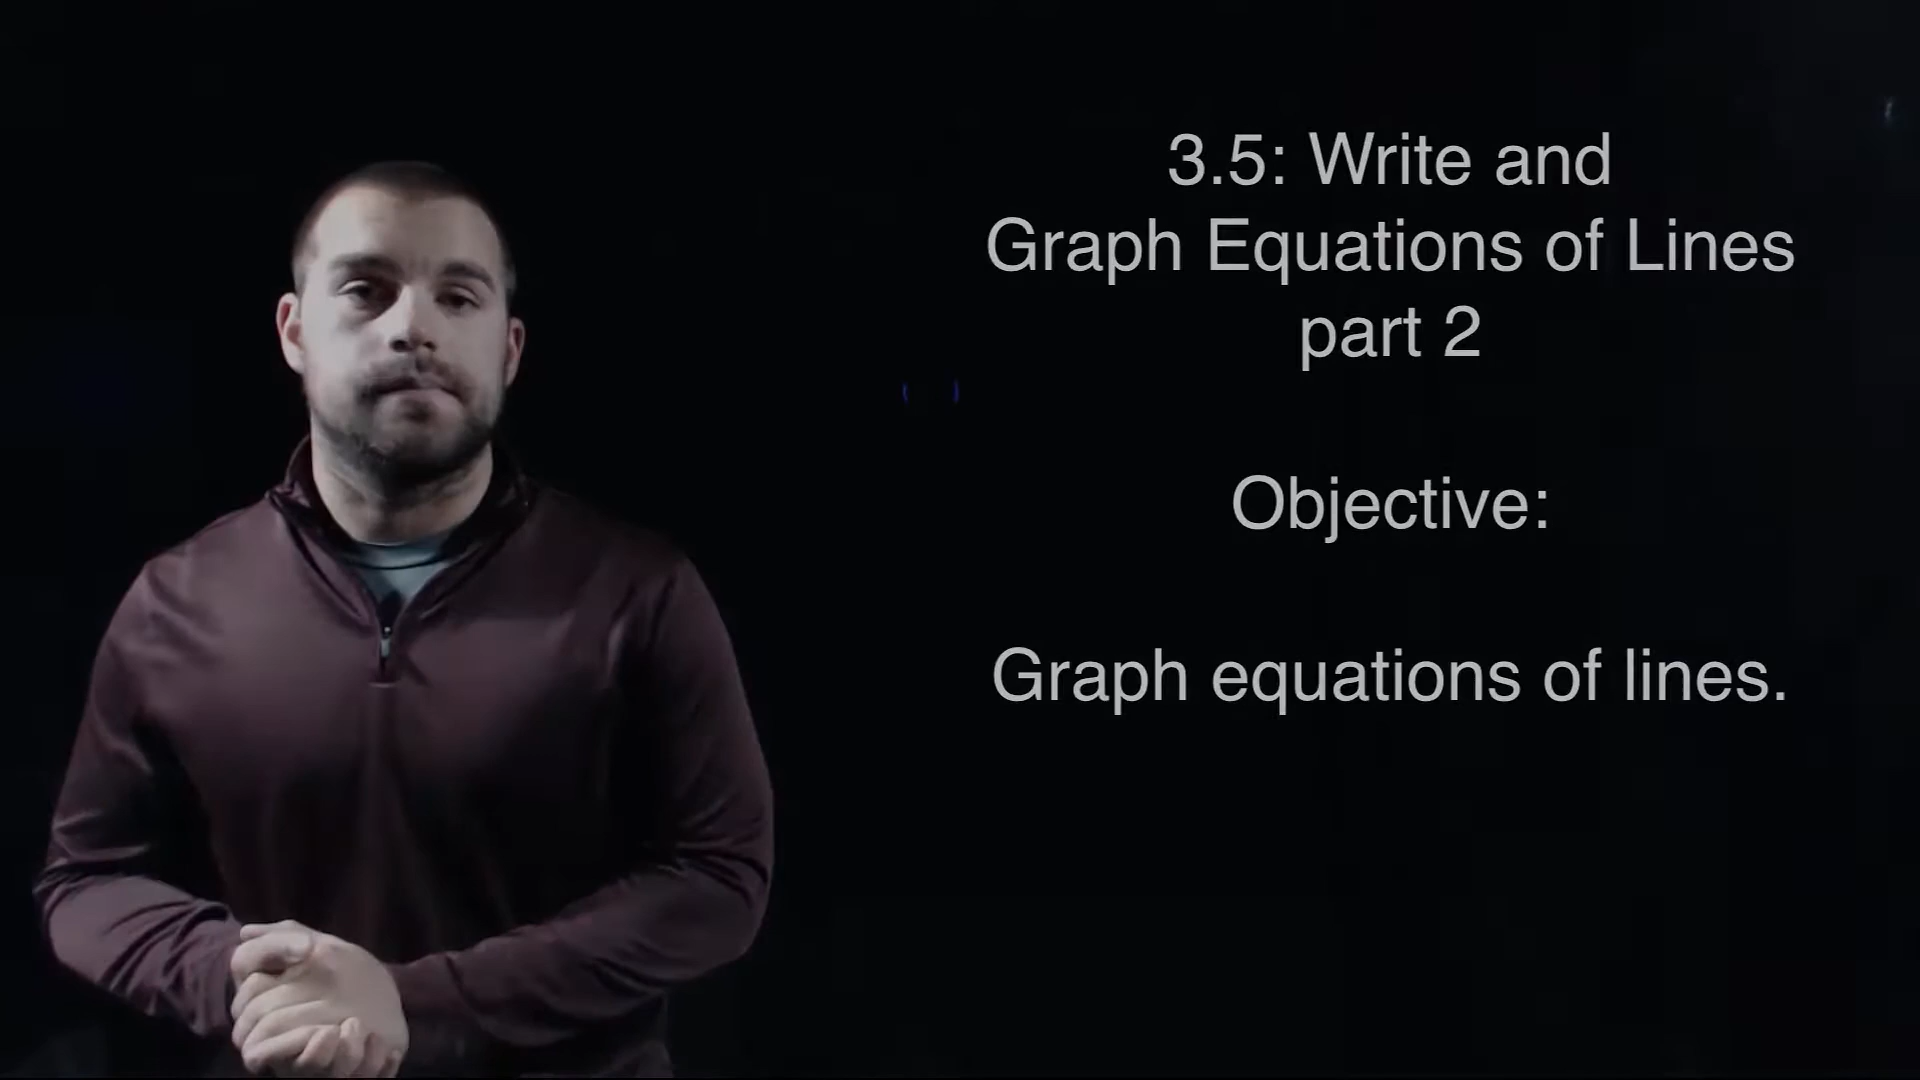 3.5: Write and
Graph Equations of Lines
part 2
Objective:
Graph equations of lines.